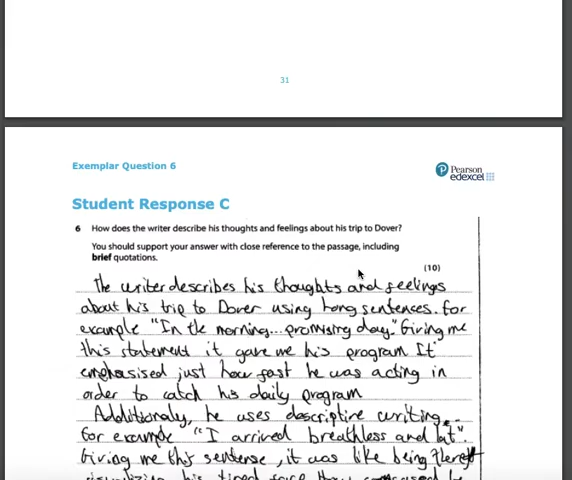 31
Exemplar Question 6
Pearson
edexcel
Student Response C
6 How does the writer describe his thoughts and feelings about his trip to Dover?
You should support your answer with close reference to the passage, including
brief quotations.
(10)
The writer describes his thoughts and feelings
about his trip to Dover using long sentences. for
example "In the morning... promising day." Giving me
this statement it gave me his program It
emphasised just how fast he was acting in
order to catch his daily program
Additionaly, he uses descriptive writing.
for example "I arrived breathless and lat".
Giving me this sentence, it was like being there
his tired face